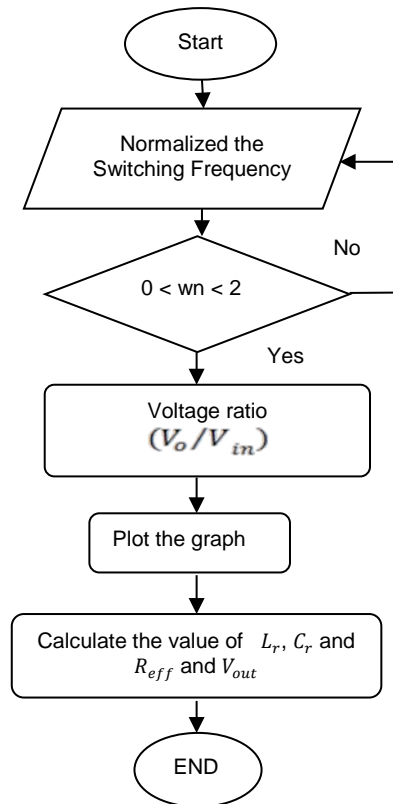 Start
Normalized the
Switching Frequency
No
0 < wn < 2
Yes
Voltage ratio
(V_o/V_in)
Plot the graph
Calculate the value of L_r, C_r and
R_eff and V_out
END